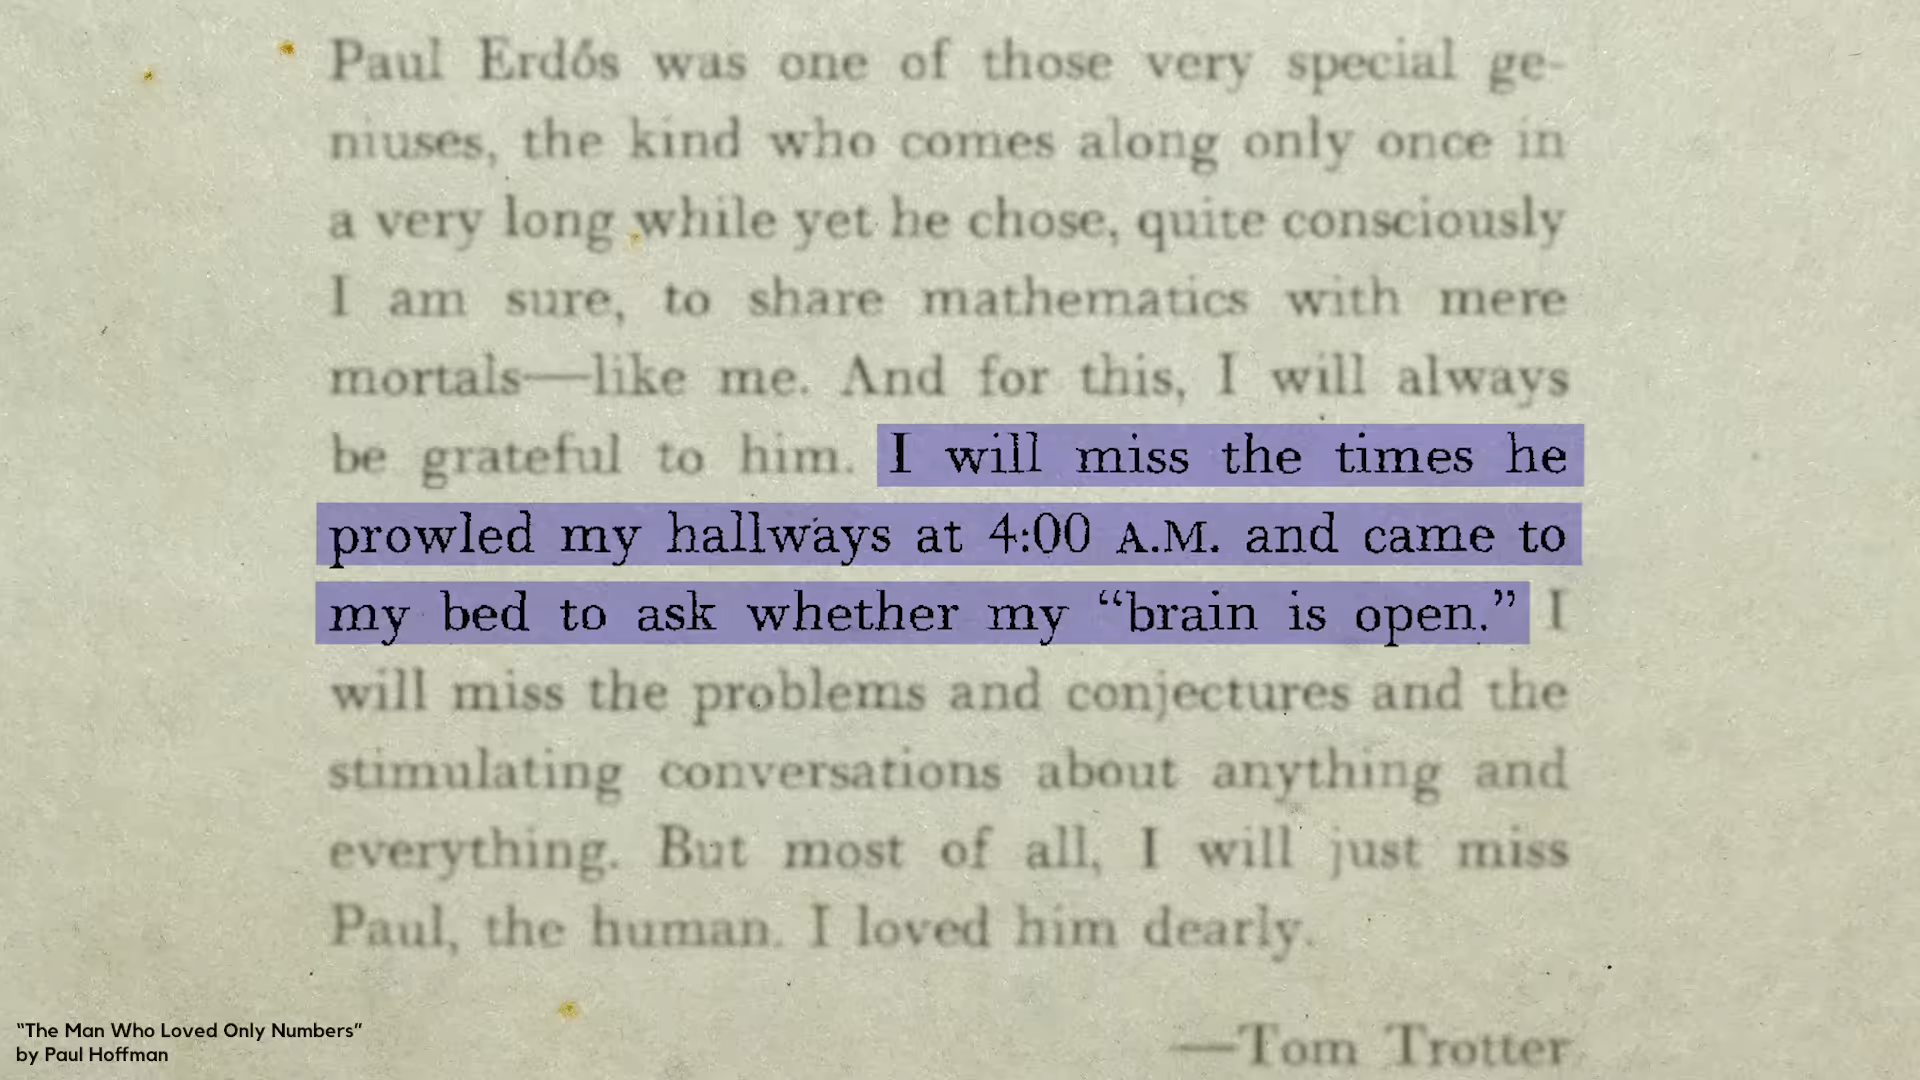 Paul Erdós was one of those very special ge-
niuses, the kind who comes along only once in
a very long while yet he chose, quite consciously
I am sure, to share mathematics with mere
mortals—like me. And for this, I will always
be grateful to him. I will miss the times he
prowled my hallways at 4:00 A.M. and came to
my bed to ask whether my “brain is open.” I
will miss the problems and conjectures and the
stimulating conversations about anything and
everything. But most of all, I will just miss
Paul, the human. I loved him dearly.
—Tom Trotter
“The Man Who Loved Only Numbers”
by Paul Hoffman